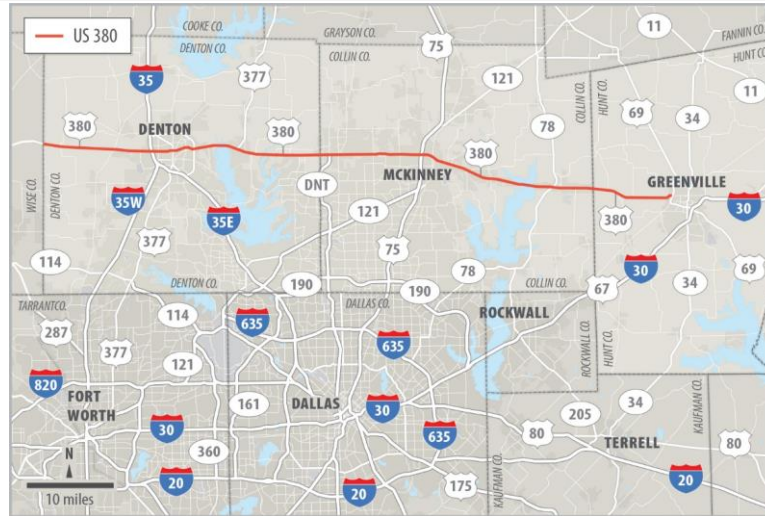 US 380
COOKE CO.
DENTON CO.
GRAYSON CO.
COLLIN CO.
FANNIN CO.
HUNT CO.
11
75
35
377
121
69
11
34
78
COLLIN CO.
HUNT CO.
380
DENTON
380
380
MCKINNEY
DNT
GREENVILLE
WISE CO.
DENTON CO.
35W
35E
121
380
30
377
75
114
DENTON CO.
190
DALLAS CO.
190
78
COLLIN CO.
67
30
34
69
TARRANT CO.
114
635
ROCKWALL
ROCKWALL CO.
HUNT CO.
287
377
121
635
820
FORT
WORTH
30
161
DALLAS
30
635
80
205
34
TERRELL
KAUFMAN CO.
80
360
N
10 miles
20
20
175
KAUFMAN CO.
20